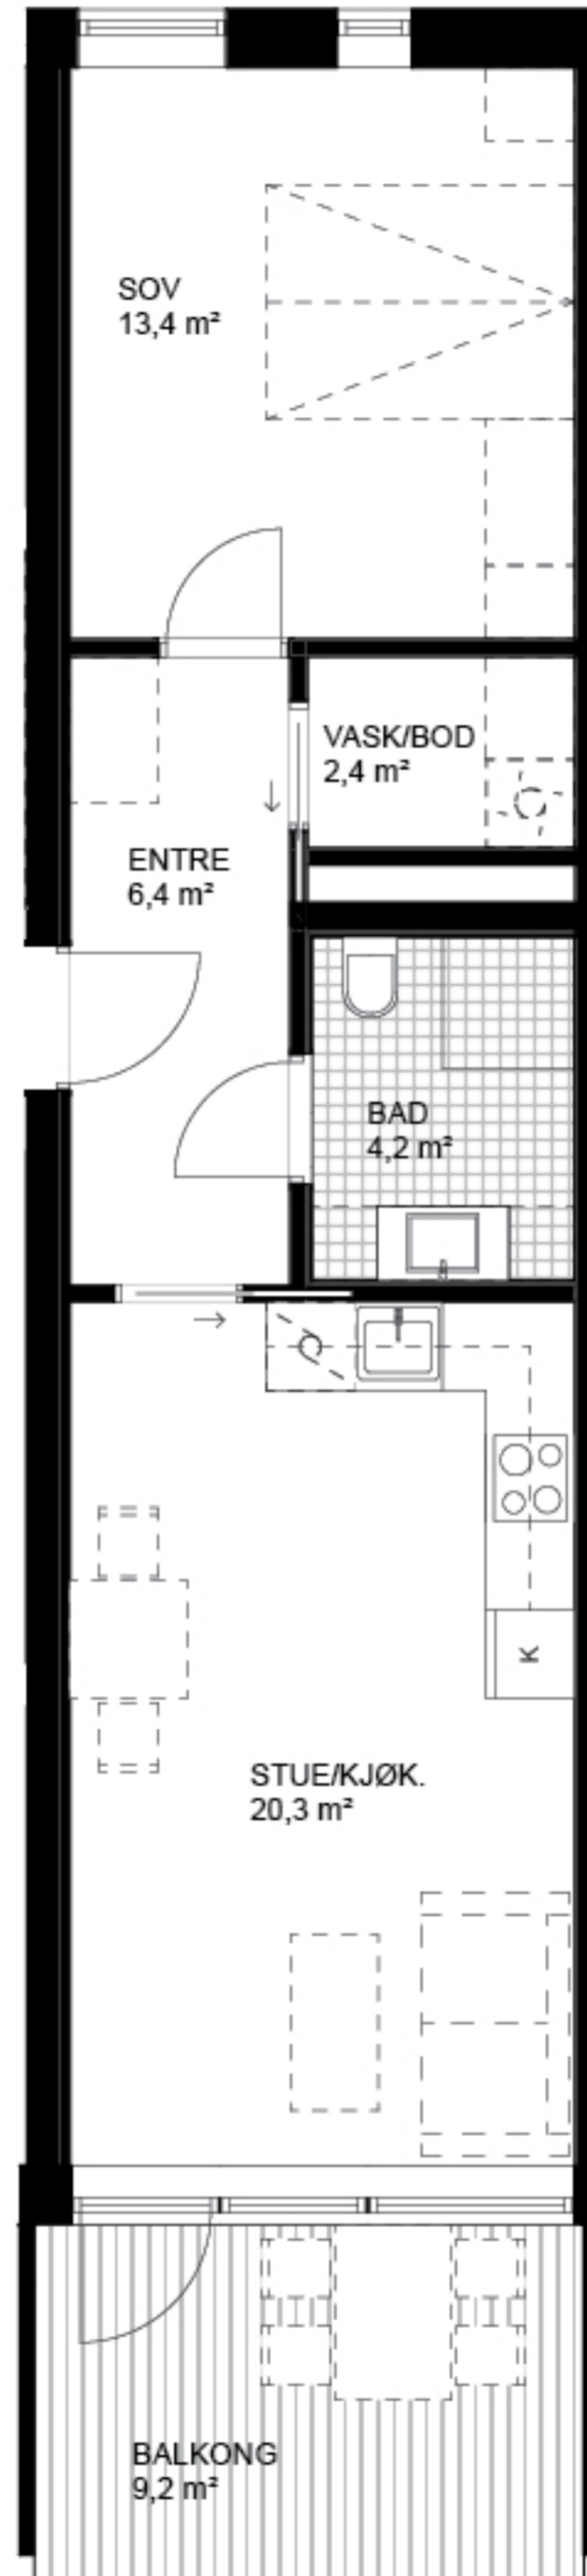 SOV
13,4 m²
VASK/BOD
2,4 m²
ENTRE
6,4 m²
BAD
4,2 m²
K
STUE/KJØK.
20,3 m²
BALKONG
9,2 m²